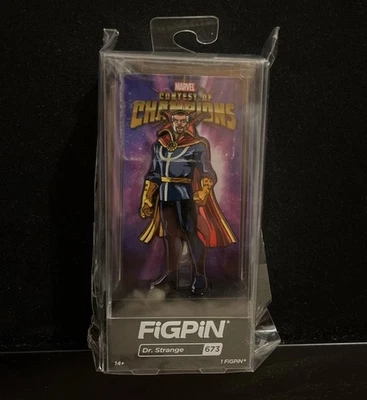 MARVEL
CONTEST OF
CHAMPIONS
FiGPiN
Dr. Strange 673
14+ 1 FIGPIN